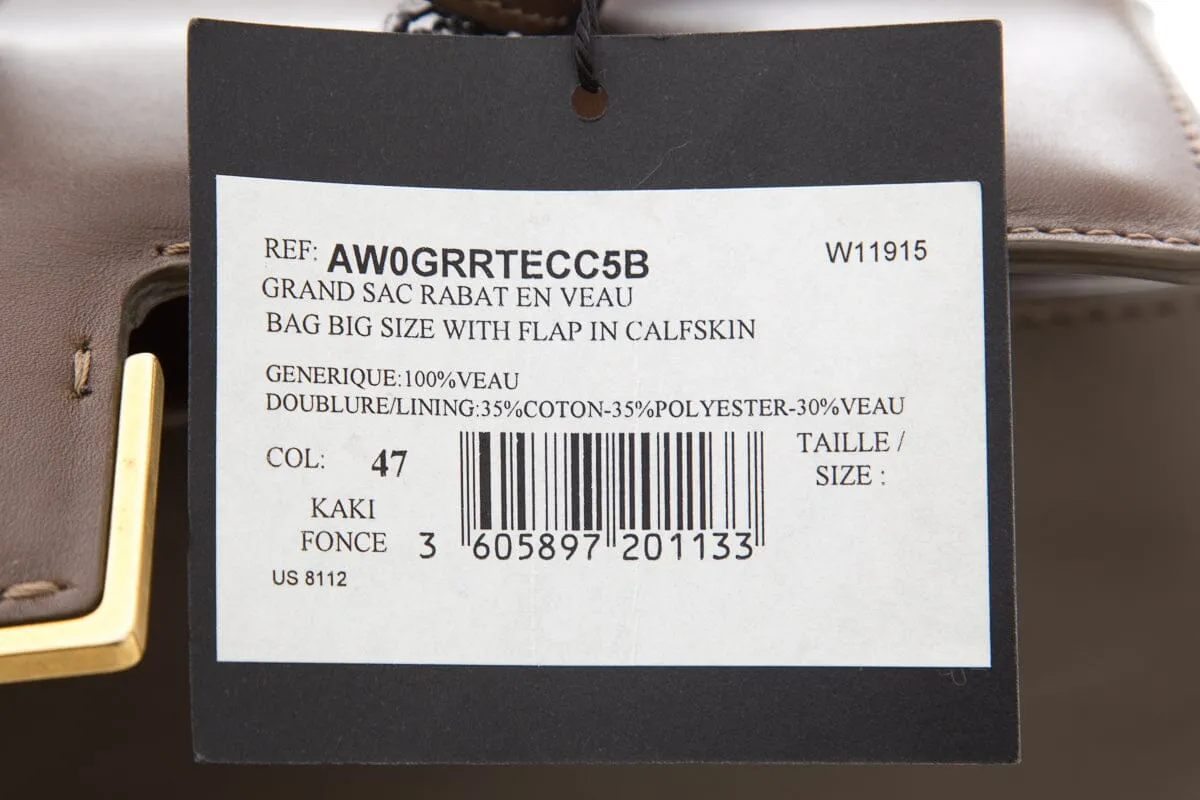 REF: AW0GRRTECC5B W11915
GRAND SAC RABAT EN VEAU
BAG BIG SIZE WITH FLAP IN CALFSKIN
GENERIQUE:100%VEAU
DOUBLURE/LINING:35%COTON-35%POLYESTER-30%VEAU
COL: 47
KAKI
FONCE
TAILLE /
SIZE :
3 605897 201133
US 8112